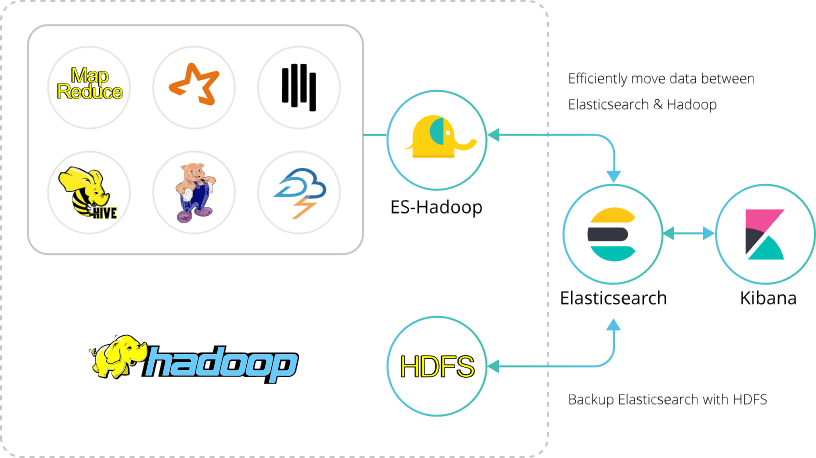 Map
Reduce
HIVE
ES-Hadoop
Efficiently move data between
Elasticsearch & Hadoop
Elasticsearch
Kibana
hadoop
HDFS
Backup Elasticsearch with HDFS